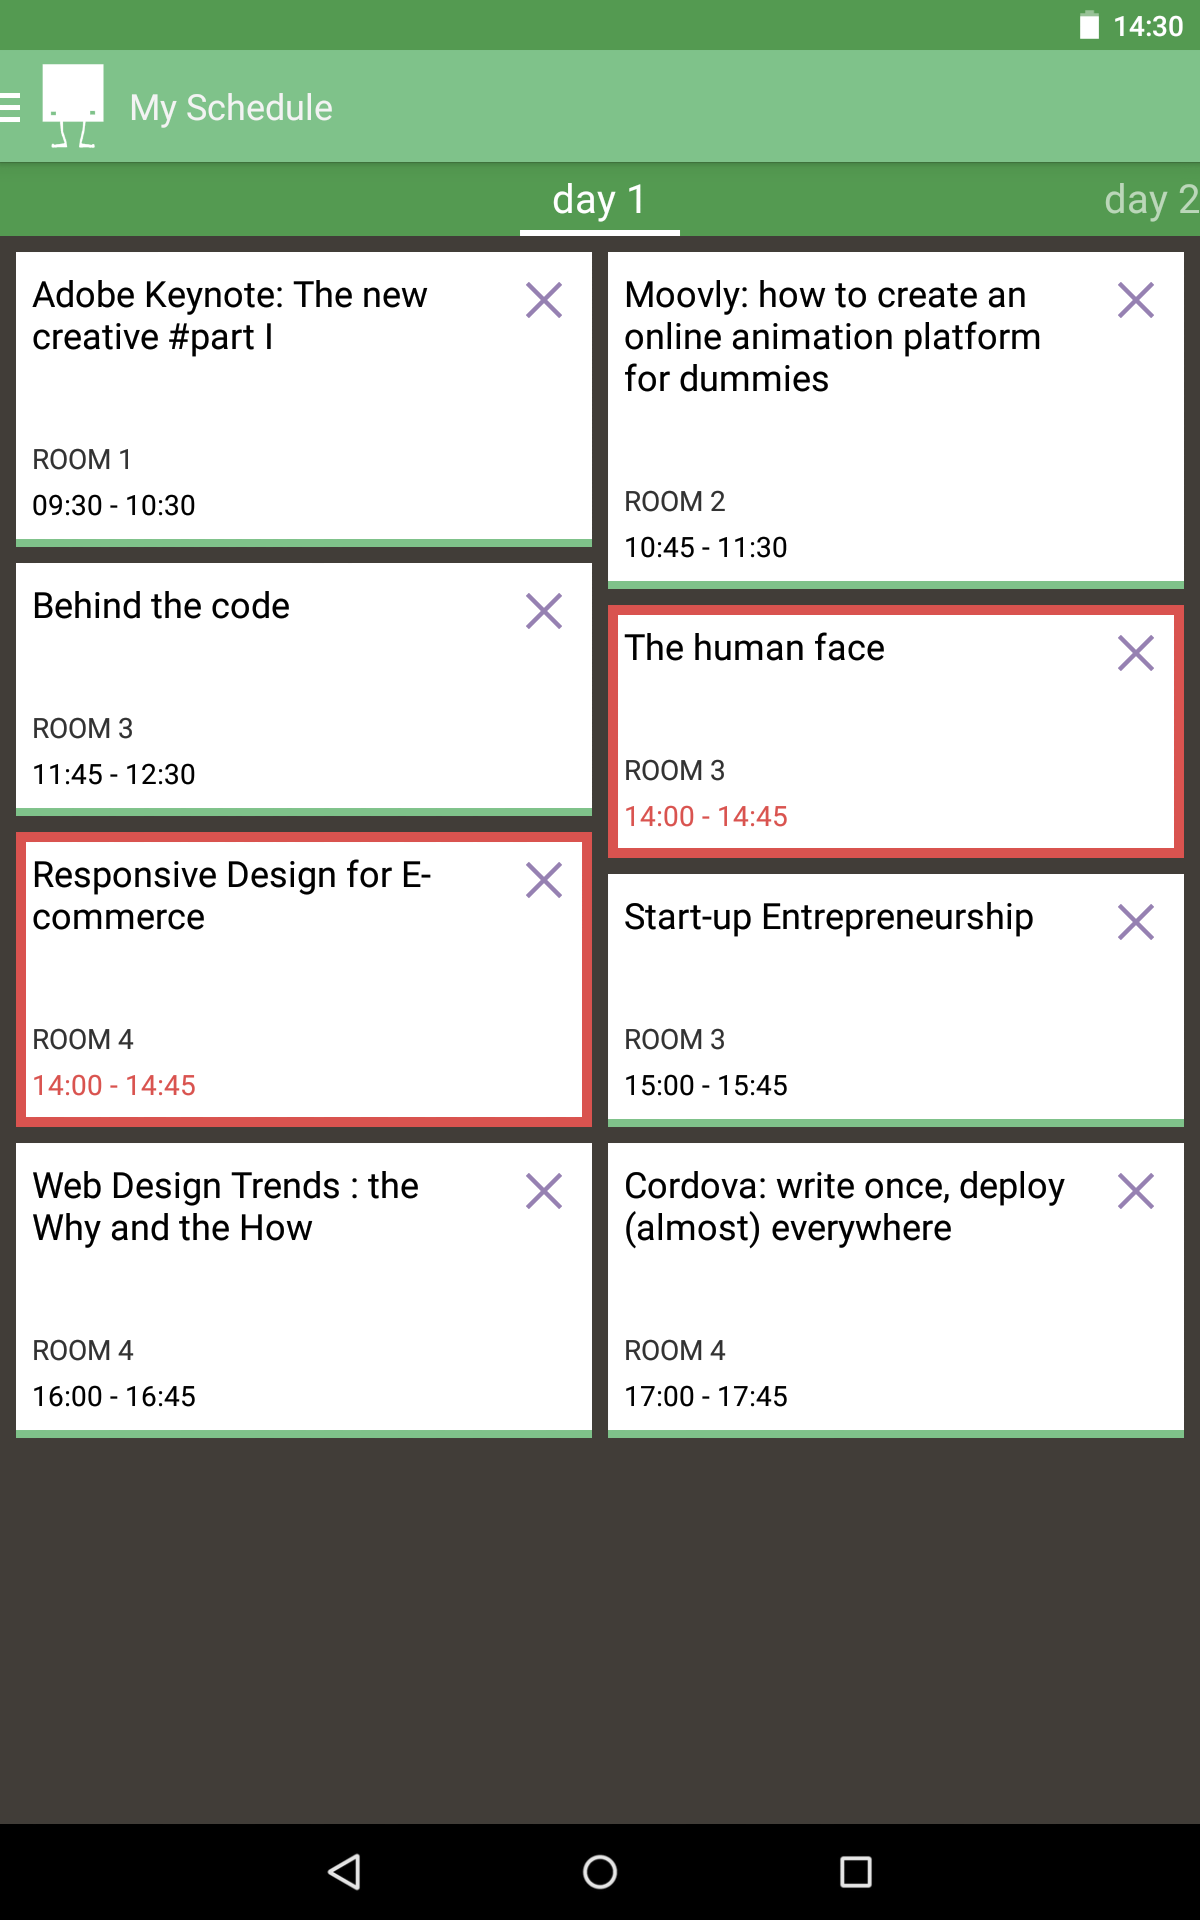 14:30
My Schedule
day 1
day 2
Adobe Keynote: The new
creative #part I
ROOM 1
09:30 - 10:30
Moovly: how to create an
online animation platform
for dummies
ROOM 2
10:45 - 11:30
Behind the code
ROOM 3
11:45 - 12:30
The human face
ROOM 3
14:00 - 14:45
Responsive Design for E-
commerce
ROOM 4
14:00 - 14:45
Start-up Entrepreneurship
ROOM 3
15:00 - 15:45
Web Design Trends : the
Why and the How
ROOM 4
16:00 - 16:45
Cordova: write once, deploy
(almost) everywhere
ROOM 4
17:00 - 17:45